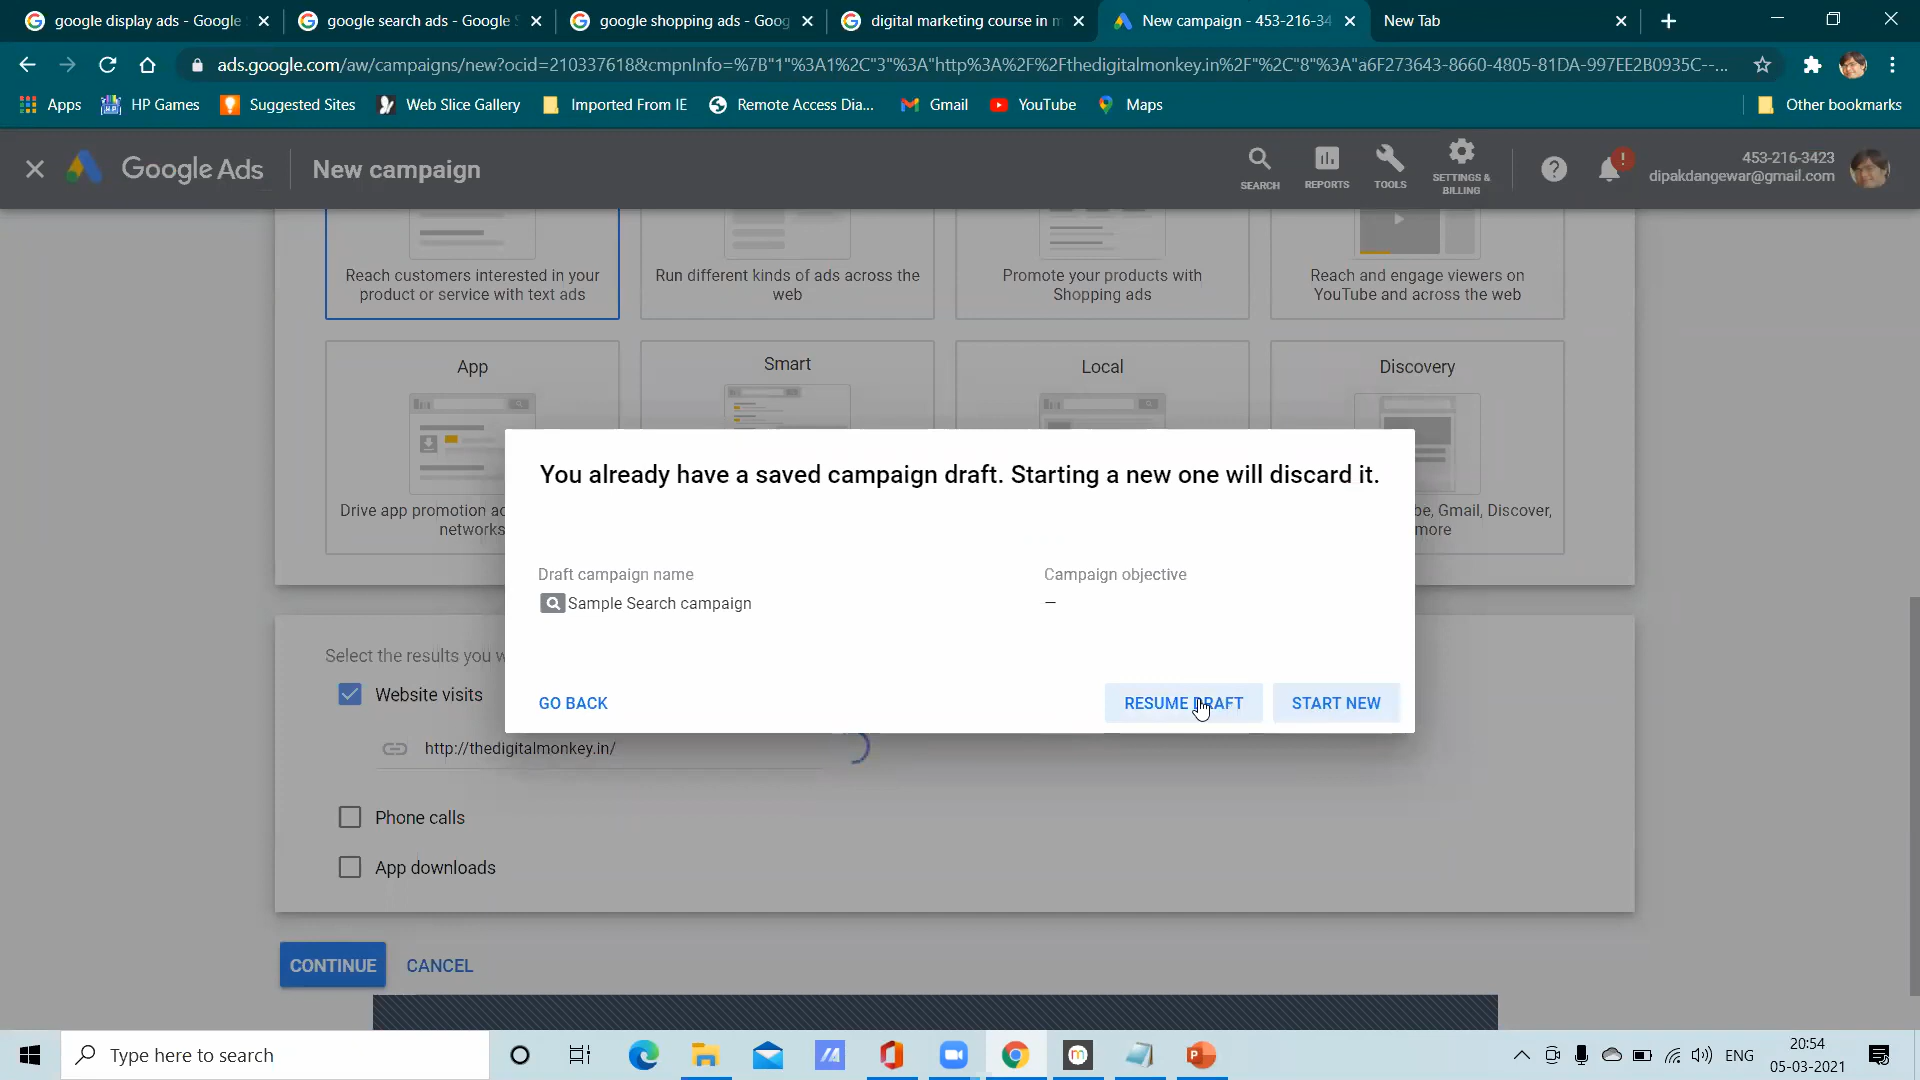 google display ads - Google
google search ads - Google
google shopping ads - Goog
digital marketing course in m
New campaign - 453-216-34
New Tab
ads.google.com/aw/campaigns/new?ocid=210337618&cmpnInfo=%7B"1"%3A1%2C"3"%3A"http%3A%2F%2Fthedigitalmonkey.in%2F"%2C"8"%3A"a6F273643-8660-4805-81DA-997EE2B0935C--...
Apps
HP Games
Suggested Sites
Web Slice Gallery
Imported From IE
Remote Access Dia...
Gmail
YouTube
Maps
Other bookmarks
Google Ads
New campaign
SEARCH
REPORTS
TOOLS
SETTINGS &
BILLING
453-216-3423
dipakdangewar@gmail.com
Reach customers interested in your
product or service with text ads
Run different kinds of ads across the
web
Promote your products with
Shopping ads
Reach and engage viewers on
YouTube and across the web
App
Smart
Local
Discovery
Drive app promotion
networks
be, Gmail, Discover,
more
You already have a saved campaign draft. Starting a new one will discard it.
Draft campaign name
Campaign objective
Sample Search campaign
—
GO BACK
RESUME DRAFT
START NEW
Select the results you
Website visits
http://thedigitalmonkey.in/
Phone calls
App downloads
CONTINUE
CANCEL
Type here to search
ENG
20:54
05-03-2021